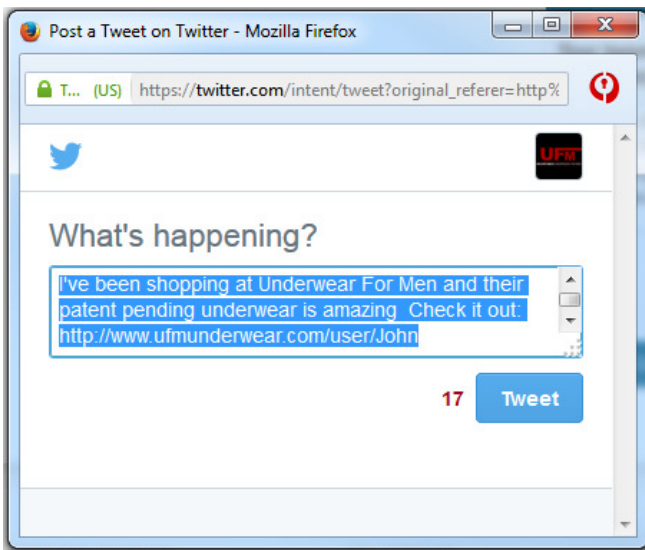 Post a Tweet on Twitter - Mozilla Firefox
T... (US) https://twitter.com/intent/tweet?original_referer=http%
UFM
What's happening?
I've been shopping at Underwear For Men and their
patent pending underwear is amazing  Check it out:
http://www.ufmunderwear.com/user/John
17 Tweet